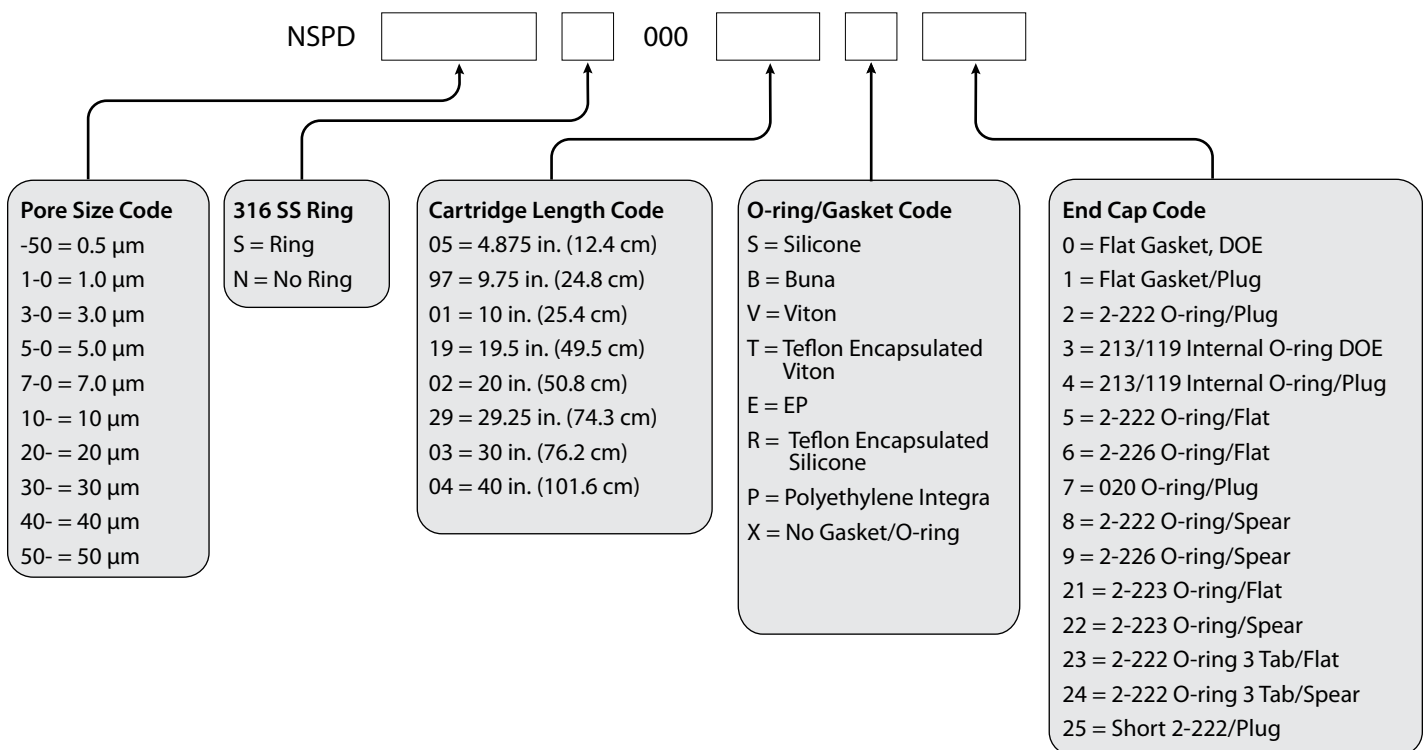 NSPD 000
Pore Size Code
-50 = 0.5 µm
1-0 = 1.0 µm
3-0 = 3.0 µm
5-0 = 5.0 µm
7-0 = 7.0 µm
10- = 10 µm
20- = 20 µm
30- = 30 µm
40- = 40 µm
50- = 50 µm
316 SS Ring
S = Ring
N = No Ring
Cartridge Length Code
05 = 4.875 in. (12.4 cm)
97 = 9.75 in. (24.8 cm)
01 = 10 in. (25.4 cm)
19 = 19.5 in. (49.5 cm)
02 = 20 in. (50.8 cm)
29 = 29.25 in. (74.3 cm)
03 = 30 in. (76.2 cm)
04 = 40 in. (101.6 cm)
O-ring/Gasket Code
S = Silicone
B = Buna
V = Viton
T = Teflon Encapsulated
Viton
E = EP
R = Teflon Encapsulated
Silicone
P = Polyethylene Integra
X = No Gasket/O-ring
End Cap Code
0 = Flat Gasket, DOE
1 = Flat Gasket/Plug
2 = 2-222 O-ring/Plug
3 = 213/119 Internal O-ring DOE
4 = 213/119 Internal O-ring/Plug
5 = 2-222 O-ring/Flat
6 = 2-226 O-ring/Flat
7 = 020 O-ring/Plug
8 = 2-222 O-ring/Spear
9 = 2-226 O-ring/Spear
21 = 2-223 O-ring/Flat
22 = 2-223 O-ring/Spear
23 = 2-222 O-ring 3 Tab/Flat
24 = 2-222 O-ring 3 Tab/Spear
25 = Short 2-222/Plug